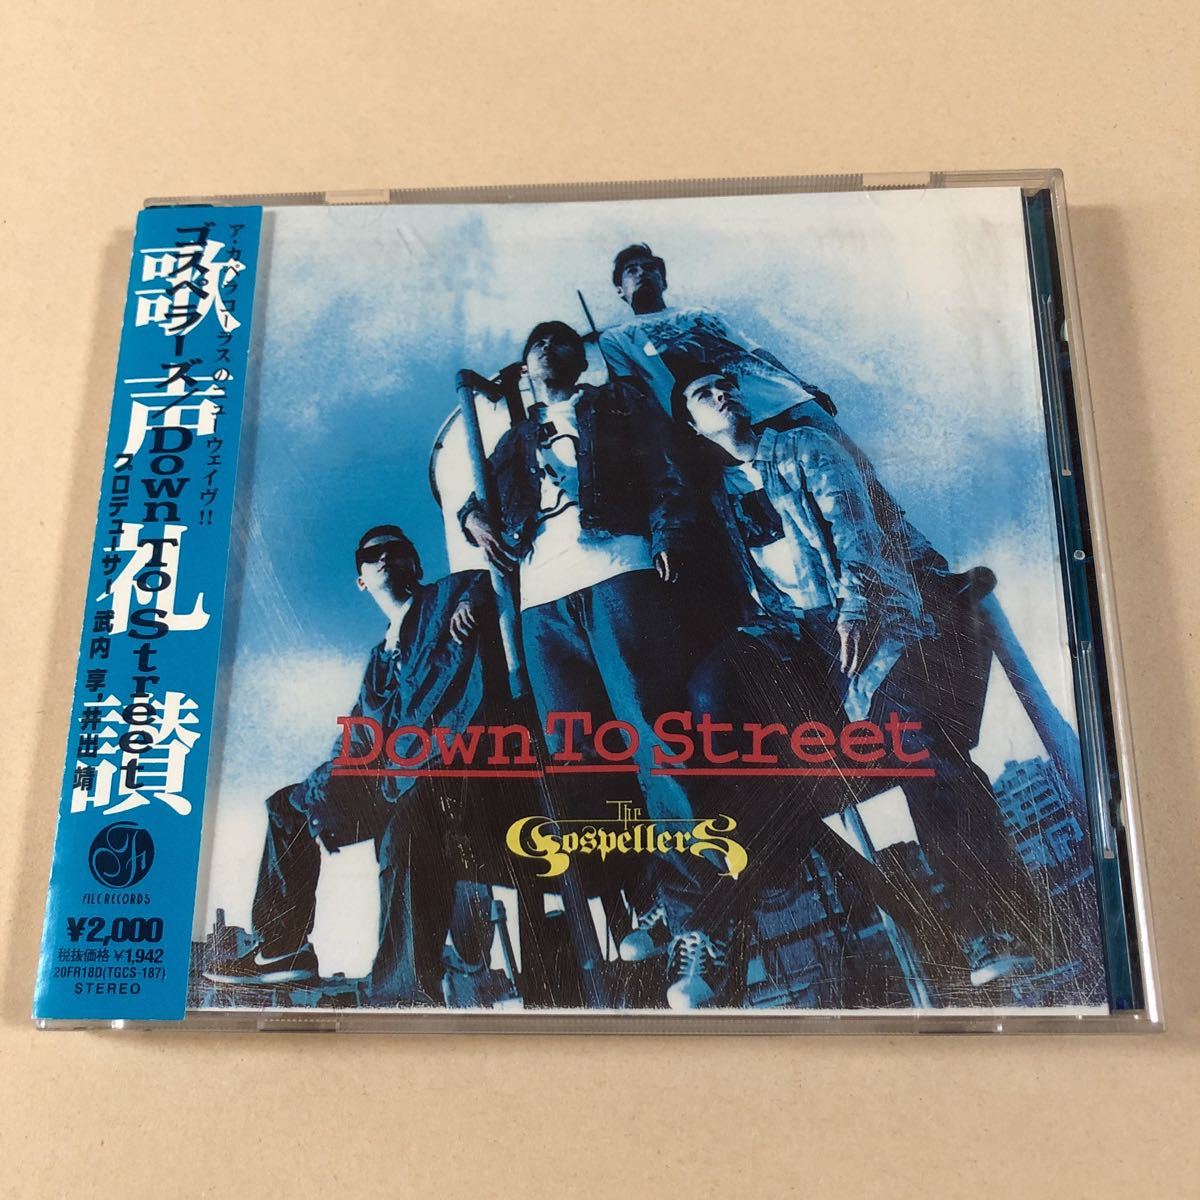 ア・カペラコーラスのニューウェイヴ!!
ゴスペラーズ/Down To Street
歌声礼讃
プロデューサー 武内 享・井出 靖
FILE RECORDS
¥2,000
税抜価格 ¥1,942
20FR18D(TGCS-187)
STEREO
Down To Street
The
Gospellers